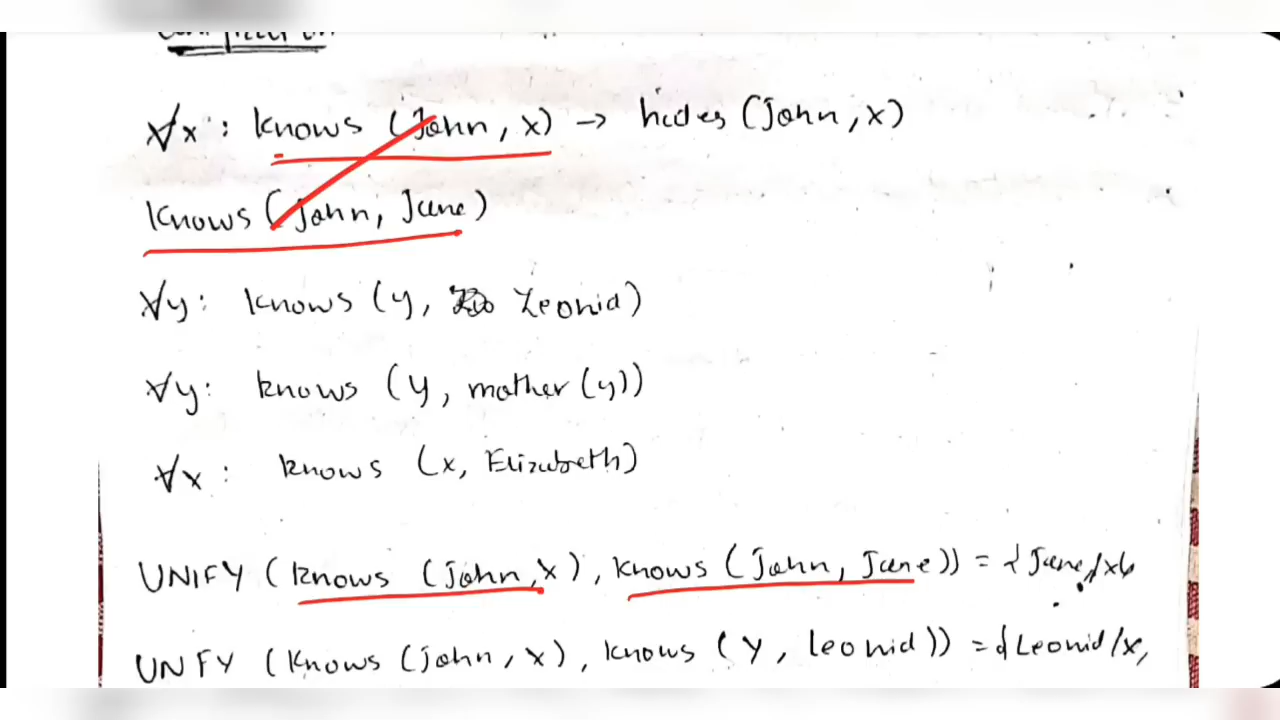 ∀x : knows (John, x) → hides (John, x)
knows (John, Jane)
∀y : knows (y, Leonid)
∀y : knows (y, mother (y))
∀x : knows (x, Elizabeth)
UNIFY ( knows (John, x), knows (John, Jane)) = {Jane/x}
UNFY (knows (John, x), knows (y, leonid)) = {Leonid/x,